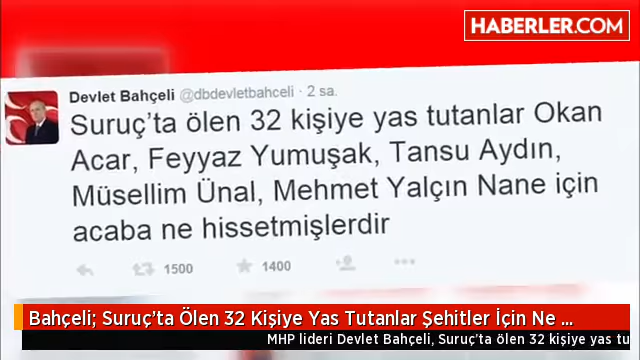 HABERLER.COM
Devlet Bahçeli @dbdevletbahceli · 2 sa.
Suruç’ta ölen 32 kişiye yas tutanlar Okan
Acar, Feyyaz Yumuşak, Tansu Aydın,
Müsellim Ünal, Mehmet Yalçın Nane için
acaba ne hissetmişlerdir
1500 1400
Bahçeli; Suruç’ta Ölen 32 Kişiye Yas Tutanlar Şehitler İçin Ne ...
MHP lideri Devlet Bahçeli, Suruç’ta ölen 32 kişiye yas tu